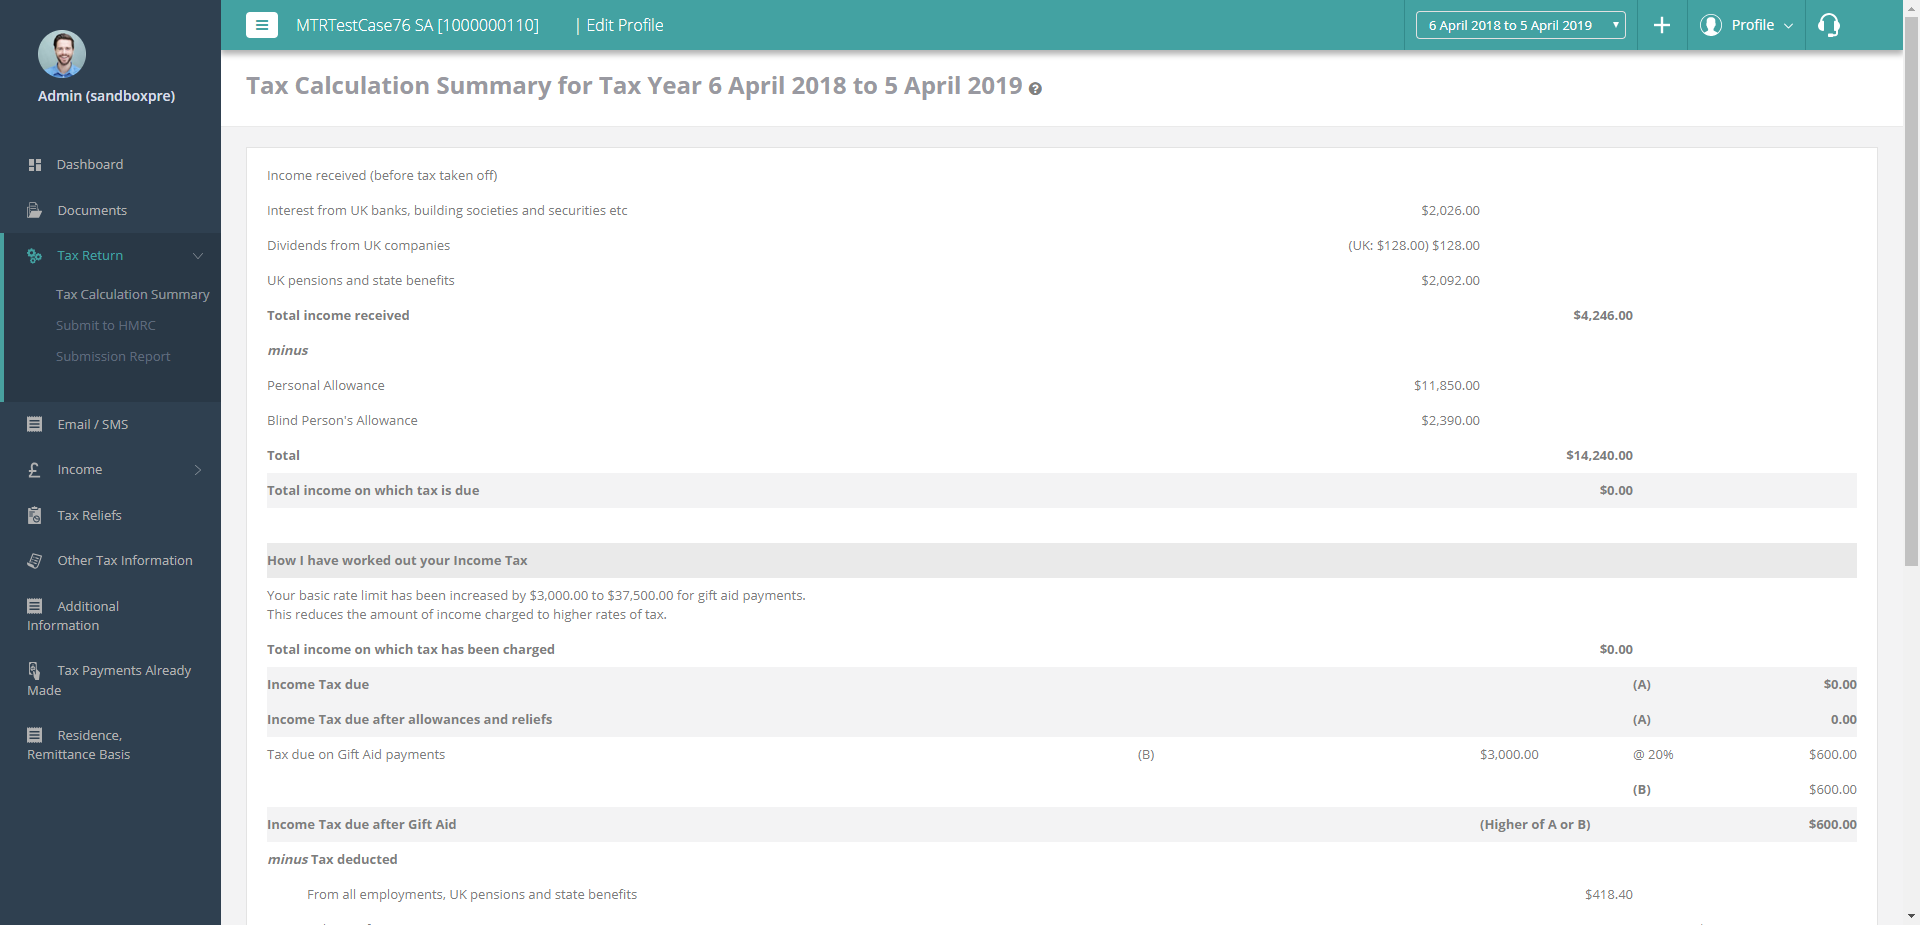 MTRTestCase76 SA [1000000110] | Edit Profile
6 April 2018 to 5 April 2019
Profile
Admin (sandboxpre)
Dashboard
Documents
Tax Return
Tax Calculation Summary
Submit to HMRC
Submission Report
Email / SMS
£ Income
Tax Reliefs
Other Tax Information
Additional
Information
Tax Payments Already
Made
Residence,
Remittance Basis
Tax Calculation Summary for Tax Year 6 April 2018 to 5 April 2019 ?
Income received (before tax taken off)
Interest from UK banks, building societies and securities etc $2,026.00
Dividends from UK companies (UK: $128.00) $128.00
UK pensions and state benefits $2,092.00
Total income received $4,246.00
minus
Personal Allowance $11,850.00
Blind Person's Allowance $2,390.00
Total $14,240.00
Total income on which tax is due $0.00
How I have worked out your Income Tax
Your basic rate limit has been increased by $3,000.00 to $37,500.00 for gift aid payments.
This reduces the amount of income charged to higher rates of tax.
Total income on which tax has been charged $0.00
Income Tax due (A) $0.00
Income Tax due after allowances and reliefs (A) 0.00
Tax due on Gift Aid payments (B) $3,000.00 @ 20% $600.00
(B) $600.00
Income Tax due after Gift Aid (Higher of A or B) $600.00
minus Tax deducted
From all employments, UK pensions and state benefits $418.40